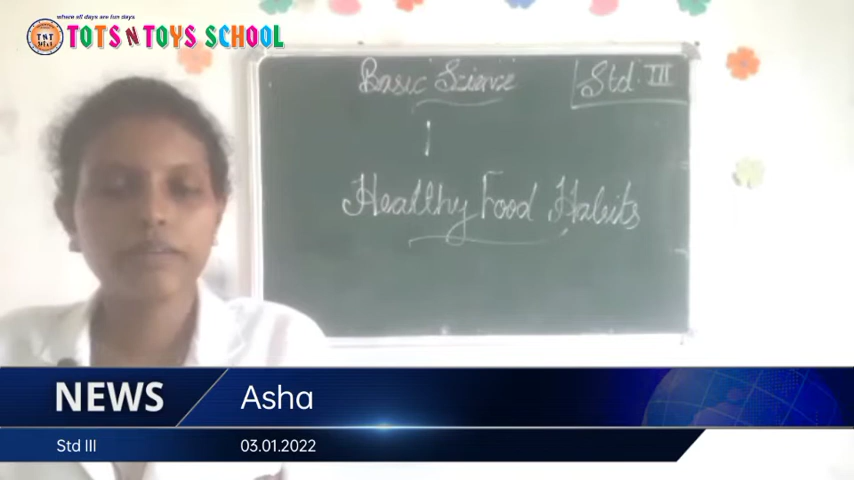 where all days are fun days
TOTS N TOYS SCHOOL
TNT
Basic Science
Std. III
Healthy Food Habits
NEWS
Asha
Std III
03.01.2022